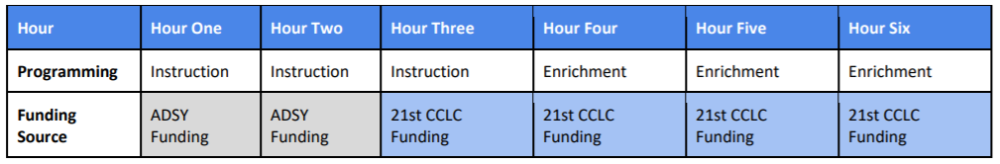 Hour Hour One Hour Two Hour Three Hour Four Hour Five Hour Six
Programming Instruction Instruction Instruction Enrichment Enrichment Enrichment
Funding ADSY ADSY 21st CCLC 21st CCLC 21st CCLC 21st CCLC
Source Funding Funding Funding Funding Funding Funding